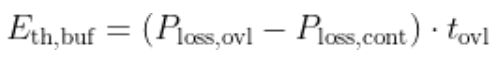 E_th,buf = (P_loss,ovl − P_loss,cont) · t_ovl